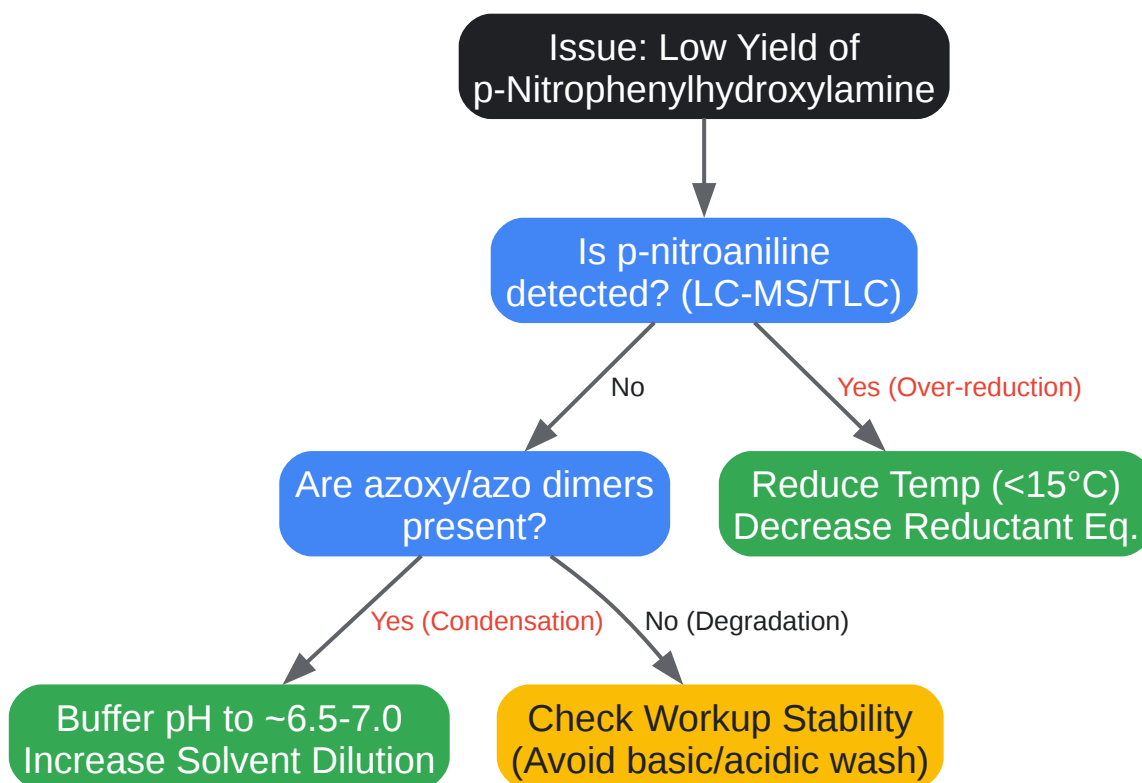 Issue: Low Yield of
p-Nitrophenylhydroxylamine
Is p-nitroaniline
detected? (LC-MS/TLC)
No
Yes (Over-reduction)
Are azoxy/azo dimers
present?
Reduce Temp (<15°C)
Decrease Reductant Eq.
Yes (Condensation)
No (Degradation)
Buffer pH to ~6.5-7.0
Increase Solvent Dilution
Check Workup Stability
(Avoid basic/acidic wash)